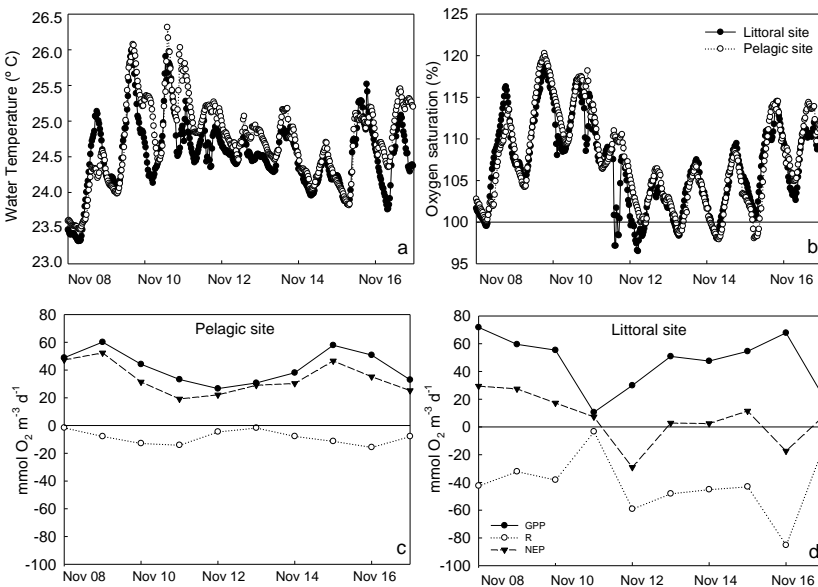 26.5
26.0
25.5
25.0
24.5
24.0
23.5
23.0
Water Temperature (º C)
Nov 08 Nov 10 Nov 12 Nov 14 Nov 16
a
125
120
115
110
105
100
95
Oxygen saturation (%)
Littoral site
Pelagic site
Nov 08 Nov 10 Nov 12 Nov 14 Nov 16
b
80
60
40
20
0
-20
-40
-60
-80
-100
mmol O₂ m⁻³ d⁻¹
Pelagic site
Nov 08 Nov 10 Nov 12 Nov 14 Nov 16
c
80
60
40
20
0
-20
-40
-60
-80
-100
mmol O₂ m⁻³ d⁻¹
Littoral site
GPP
R
NEP
Nov 08 Nov 10 Nov 12 Nov 14 Nov 16
d